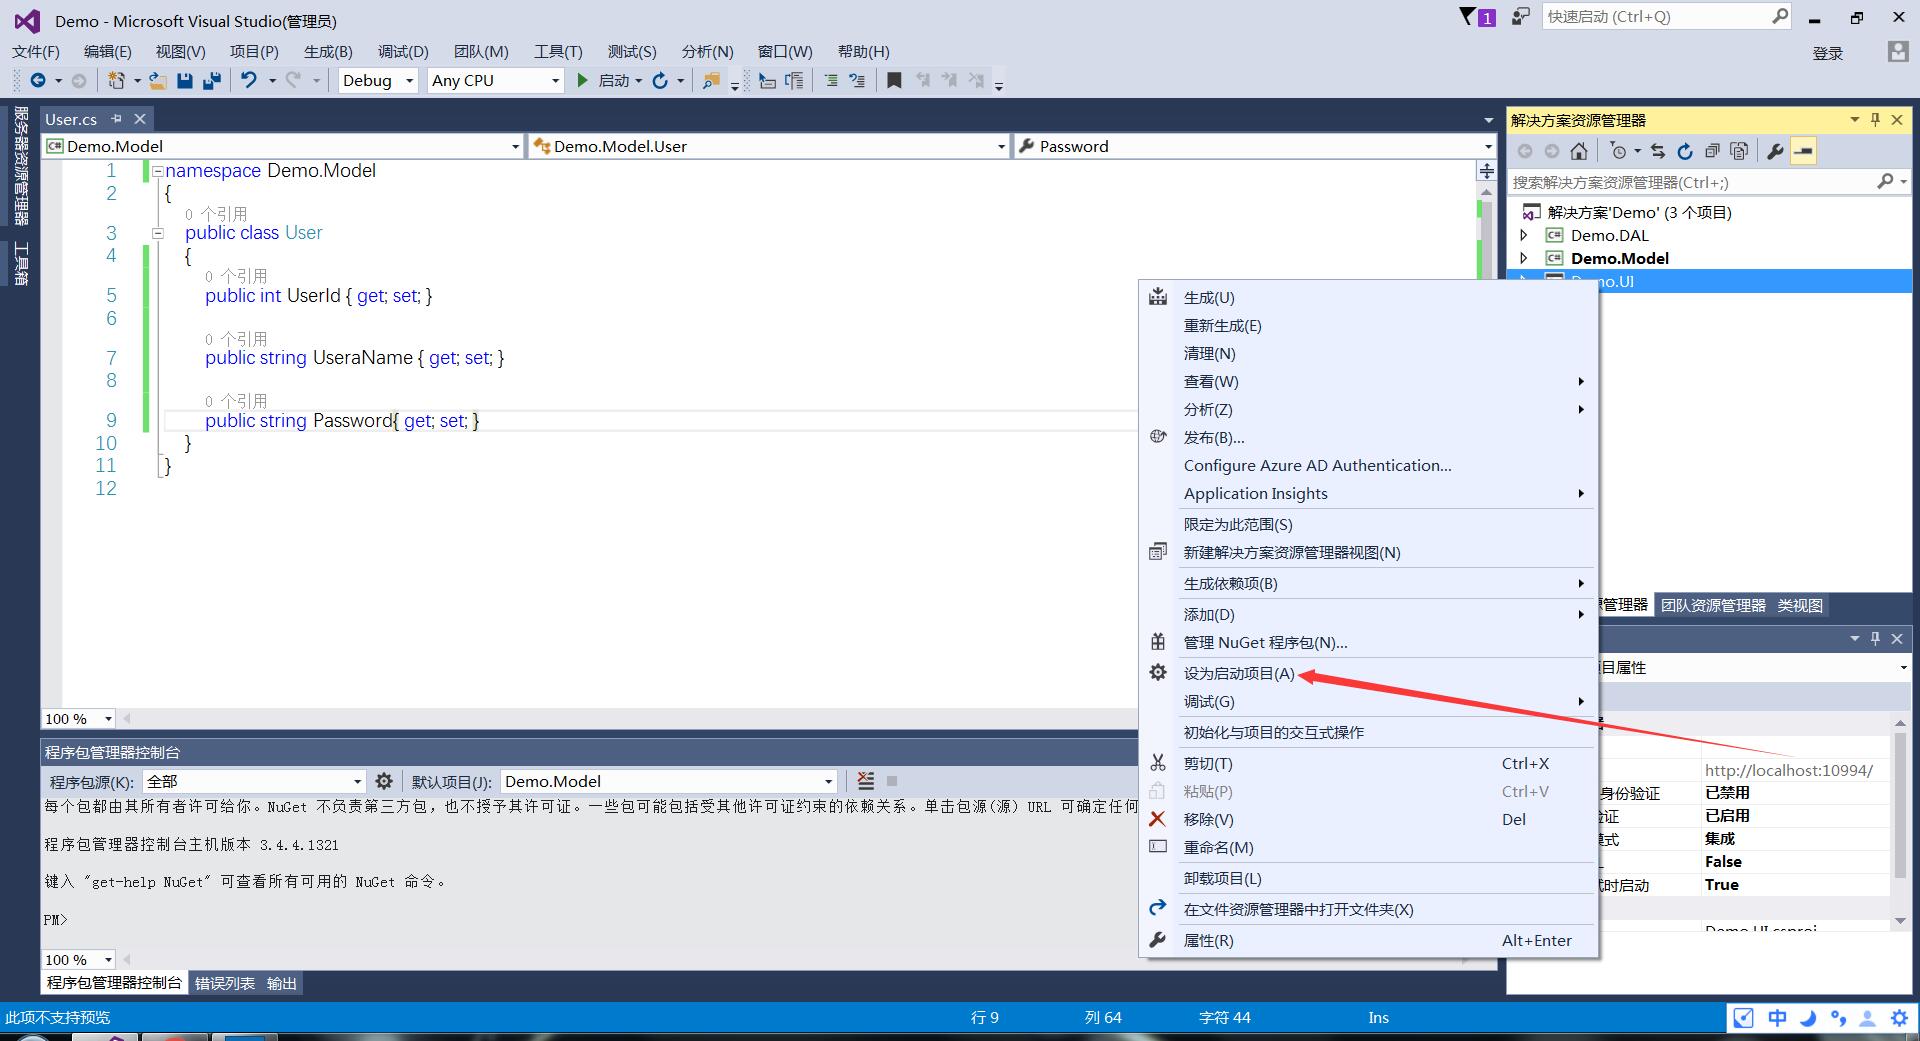 Demo - Microsoft Visual Studio(管理员)
1
快速启动 (Ctrl+Q)
文件(F) 编辑(E) 视图(V) 项目(P) 生成(B) 调试(D) 团队(M) 工具(T) 测试(S) 分析(N) 窗口(W) 帮助(H)
登录
Debug Any CPU 启动
服务器资源管理器
工具箱
User.cs
Demo.Model Demo.Model.User Password
1 namespace Demo.Model
2 {
0 个引用
3 public class User
4 {
0 个引用
5 public int UserId { get; set; }
6
0 个引用
7 public string UseraName { get; set; }
8
0 个引用
9 public string Password{ get; set; }
10 }
11 }
12
100 %
程序包管理器控制台
程序包源(K): 全部 默认项目(J): Demo.Model
每个包都由其所有者许可给你。NuGet 不负责第三方包，也不授予其许可证。一些包可能包括受其他许可证约束的依赖关系。单击包源(源) URL 可确定任何
程序包管理器控制台主机版本 3.4.4.1321
键入 "get-help NuGet" 可查看所有可用的 NuGet 命令。
PM>
100 %
程序包管理器控制台 错误列表 输出
此项不支持预览 行 9 列 64 字符 44 Ins
生成(U)
重新生成(E)
清理(N)
查看(W)
分析(Z)
发布(B)...
Configure Azure AD Authentication...
Application Insights
限定为此范围(S)
新建解决方案资源管理器视图(N)
生成依赖项(B)
添加(D)
管理 NuGet 程序包(N)...
设为启动项目(A)
调试(G)
初始化与项目的交互式操作
剪切(T) Ctrl+X
粘贴(P) Ctrl+V
移除(V) Del
重命名(M)
卸载项目(L)
在文件资源管理器中打开文件夹(X)
属性(R) Alt+Enter
解决方案资源管理器
搜索解决方案资源管理器(Ctrl+;)
解决方案'Demo' (3 个项目)
Demo.DAL
Demo.Model
Demo.UI
管理器 团队资源管理器 类视图
目属性
http://localhost:10994/
身份验证 已禁用
验证 已启用
模式 集成
False
试时启动 True
Demo.UI.csproj
中